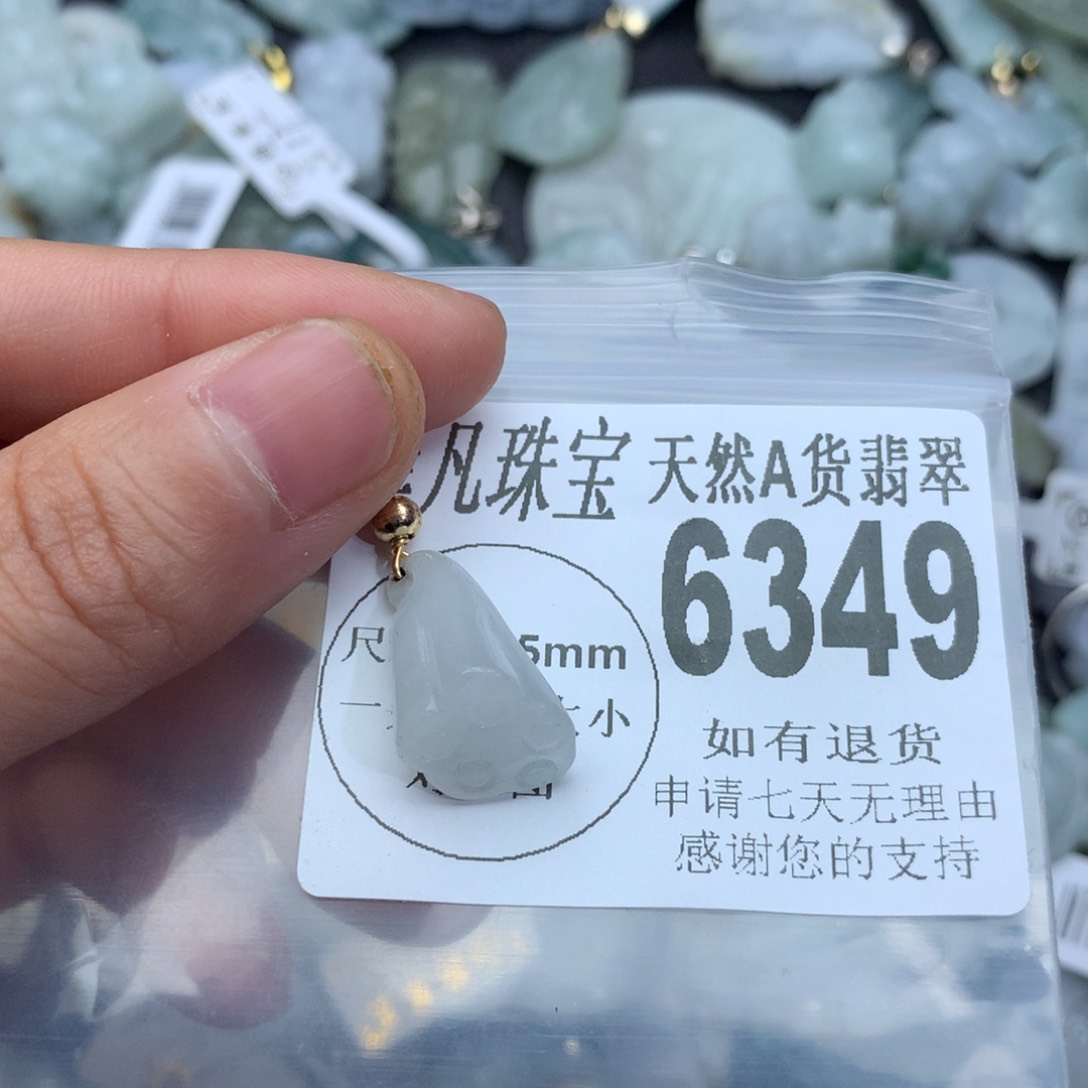 凡珠宝 天然A货翡翠
6349
尺 5mm
一 小
如有退货
申请七天无理由
感谢您的支持